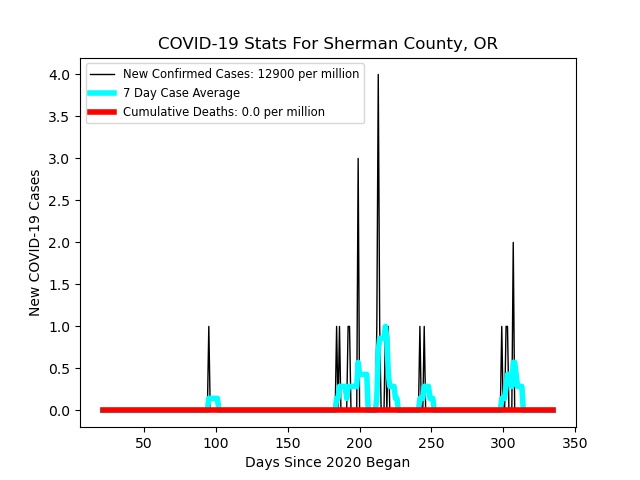 COVID-19 Stats For Sherman County, OR
New Confirmed Cases: 12900 per million
7 Day Case Average
Cumulative Deaths: 0.0 per million
New COVID-19 Cases
4.0
3.5
3.0
2.5
2.0
1.5
1.0
0.5
0.0
50 100 150 200 250 300 350
Days Since 2020 Began